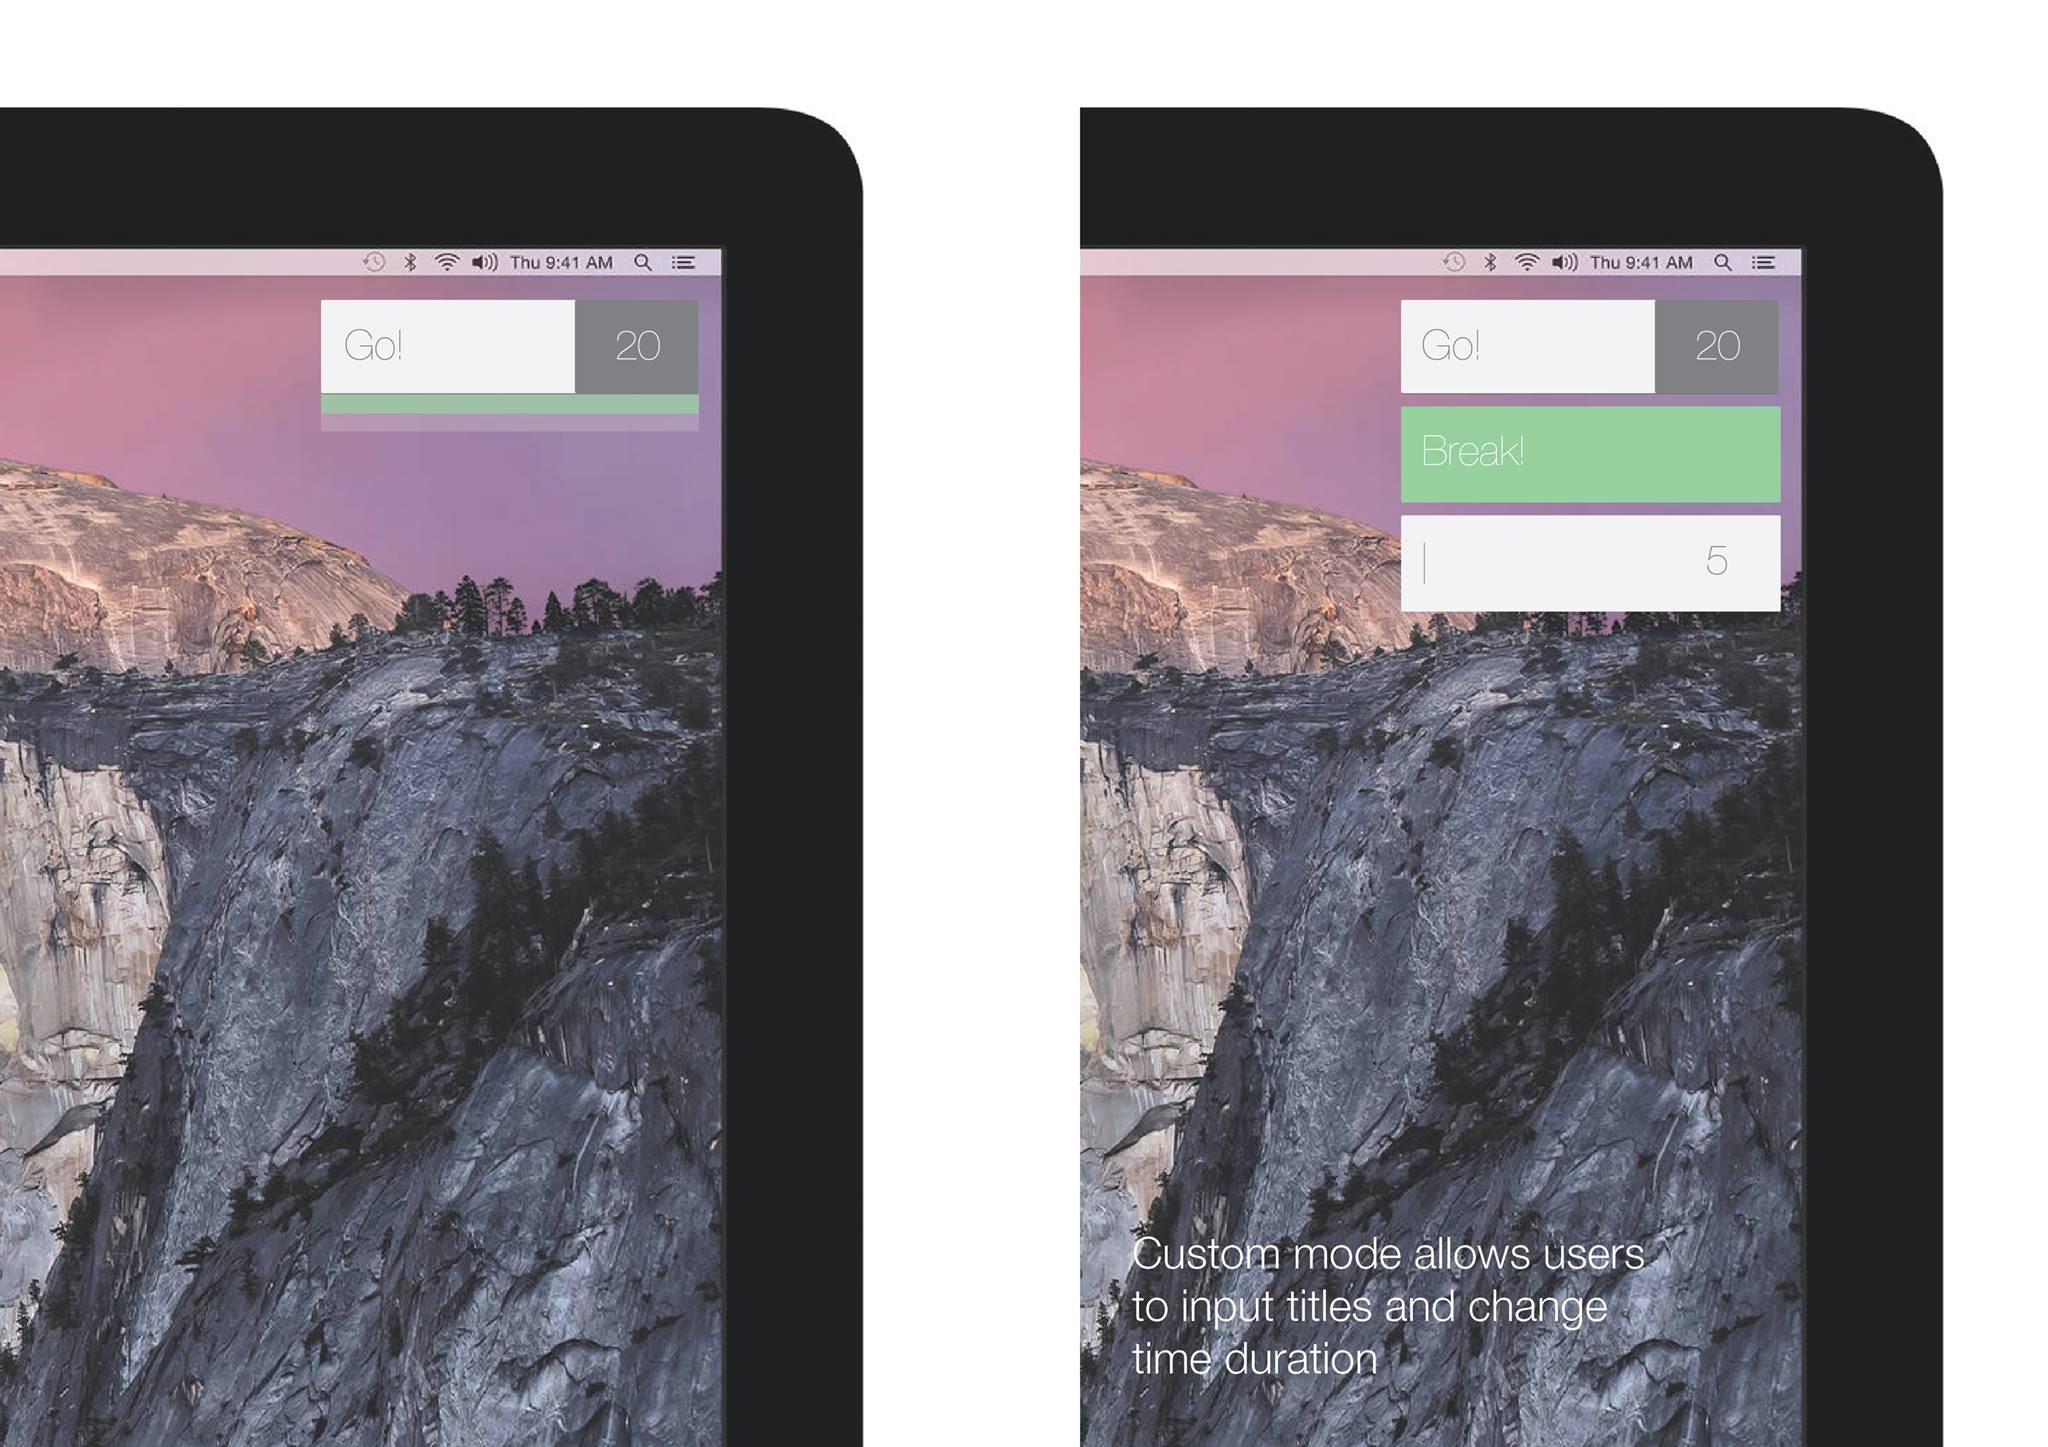 Thu 9:41 AM
Go!
20
Thu 9:41 AM
Go!
20
Break!
5
Custom mode allows users
to input titles and change
time duration